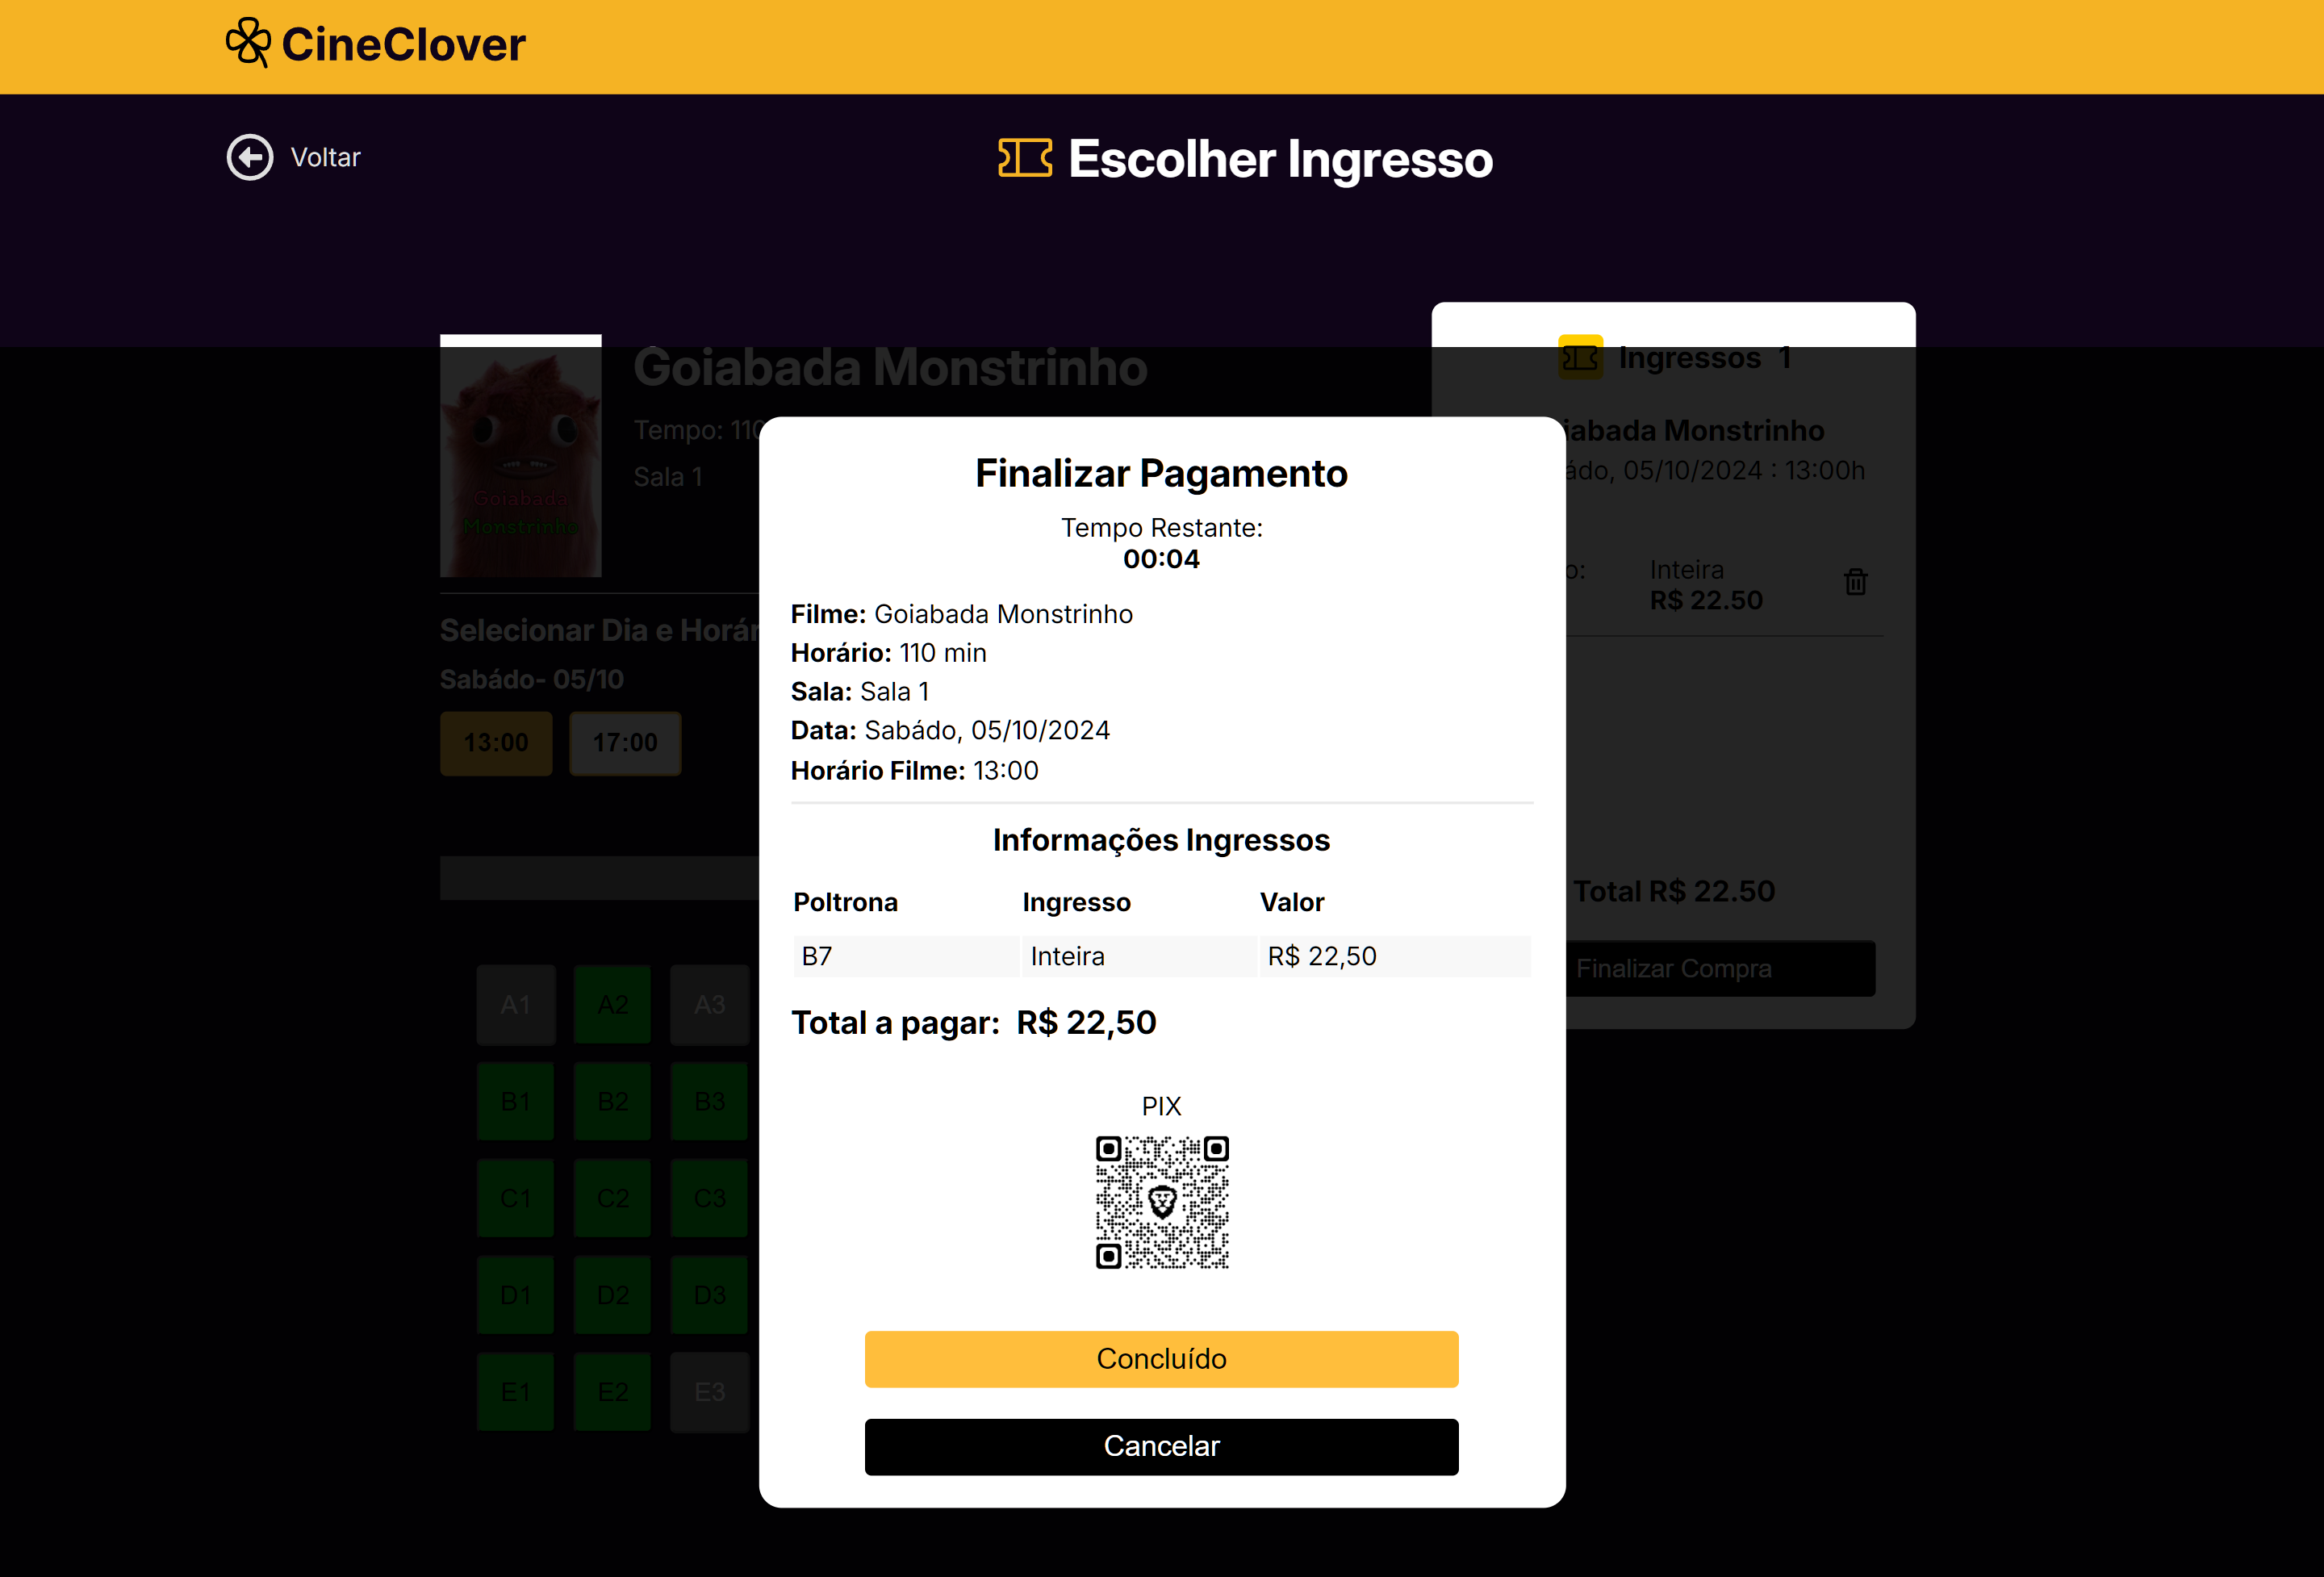 CineClover
Voltar
Escolher Ingresso
Goiabada Monstrinho
Tempo: 110
Sala 1
Goiabada
Monstrinho
Selecionar Dia e Horár
Sabádo- 05/10
13:00 17:00
A1 A2 A3
B1 B2 B3
C1 C2 C3
D1 D2 D3
E1 E2 E3
Finalizar Pagamento
Tempo Restante:
00:04
Filme: Goiabada Monstrinho
Horário: 110 min
Sala: Sala 1
Data: Sabádo, 05/10/2024
Horário Filme: 13:00
Informações Ingressos
Poltrona Ingresso Valor
B7 Inteira R$ 22,50
Total a pagar: R$ 22,50
PIX
Concluído
Cancelar
Ingressos 1
iabada Monstrinho
ádo, 05/10/2024 : 13:00h
o: Inteira
R$ 22.50
Total R$ 22.50
Finalizar Compra